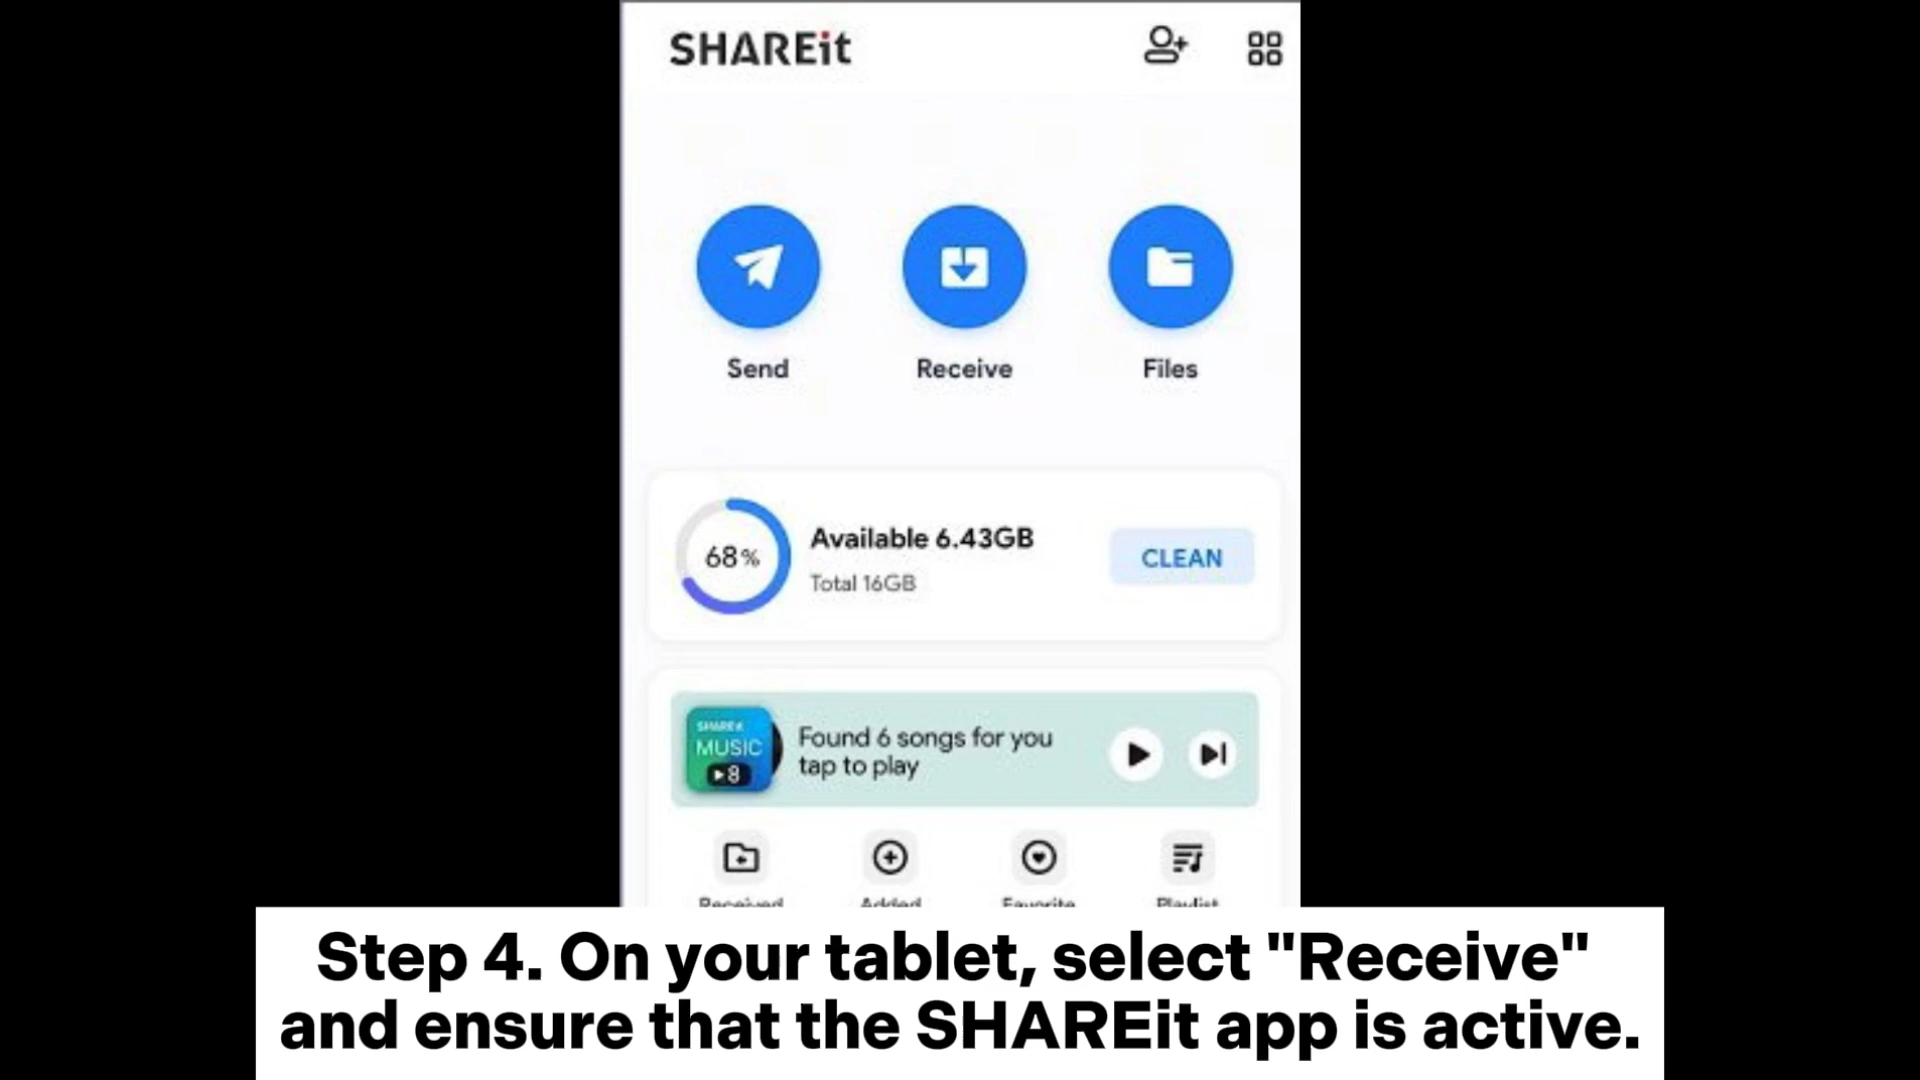 SHAREit
Send
Receive
Files
68%
Available 6.43GB
Total 16GB
CLEAN
SHAREit
MUSIC
8
Found 6 songs for you
tap to play
Received
Added
Favorite
Playlist
Step 4. On your tablet, select "Receive"
and ensure that the SHAREit app is active.